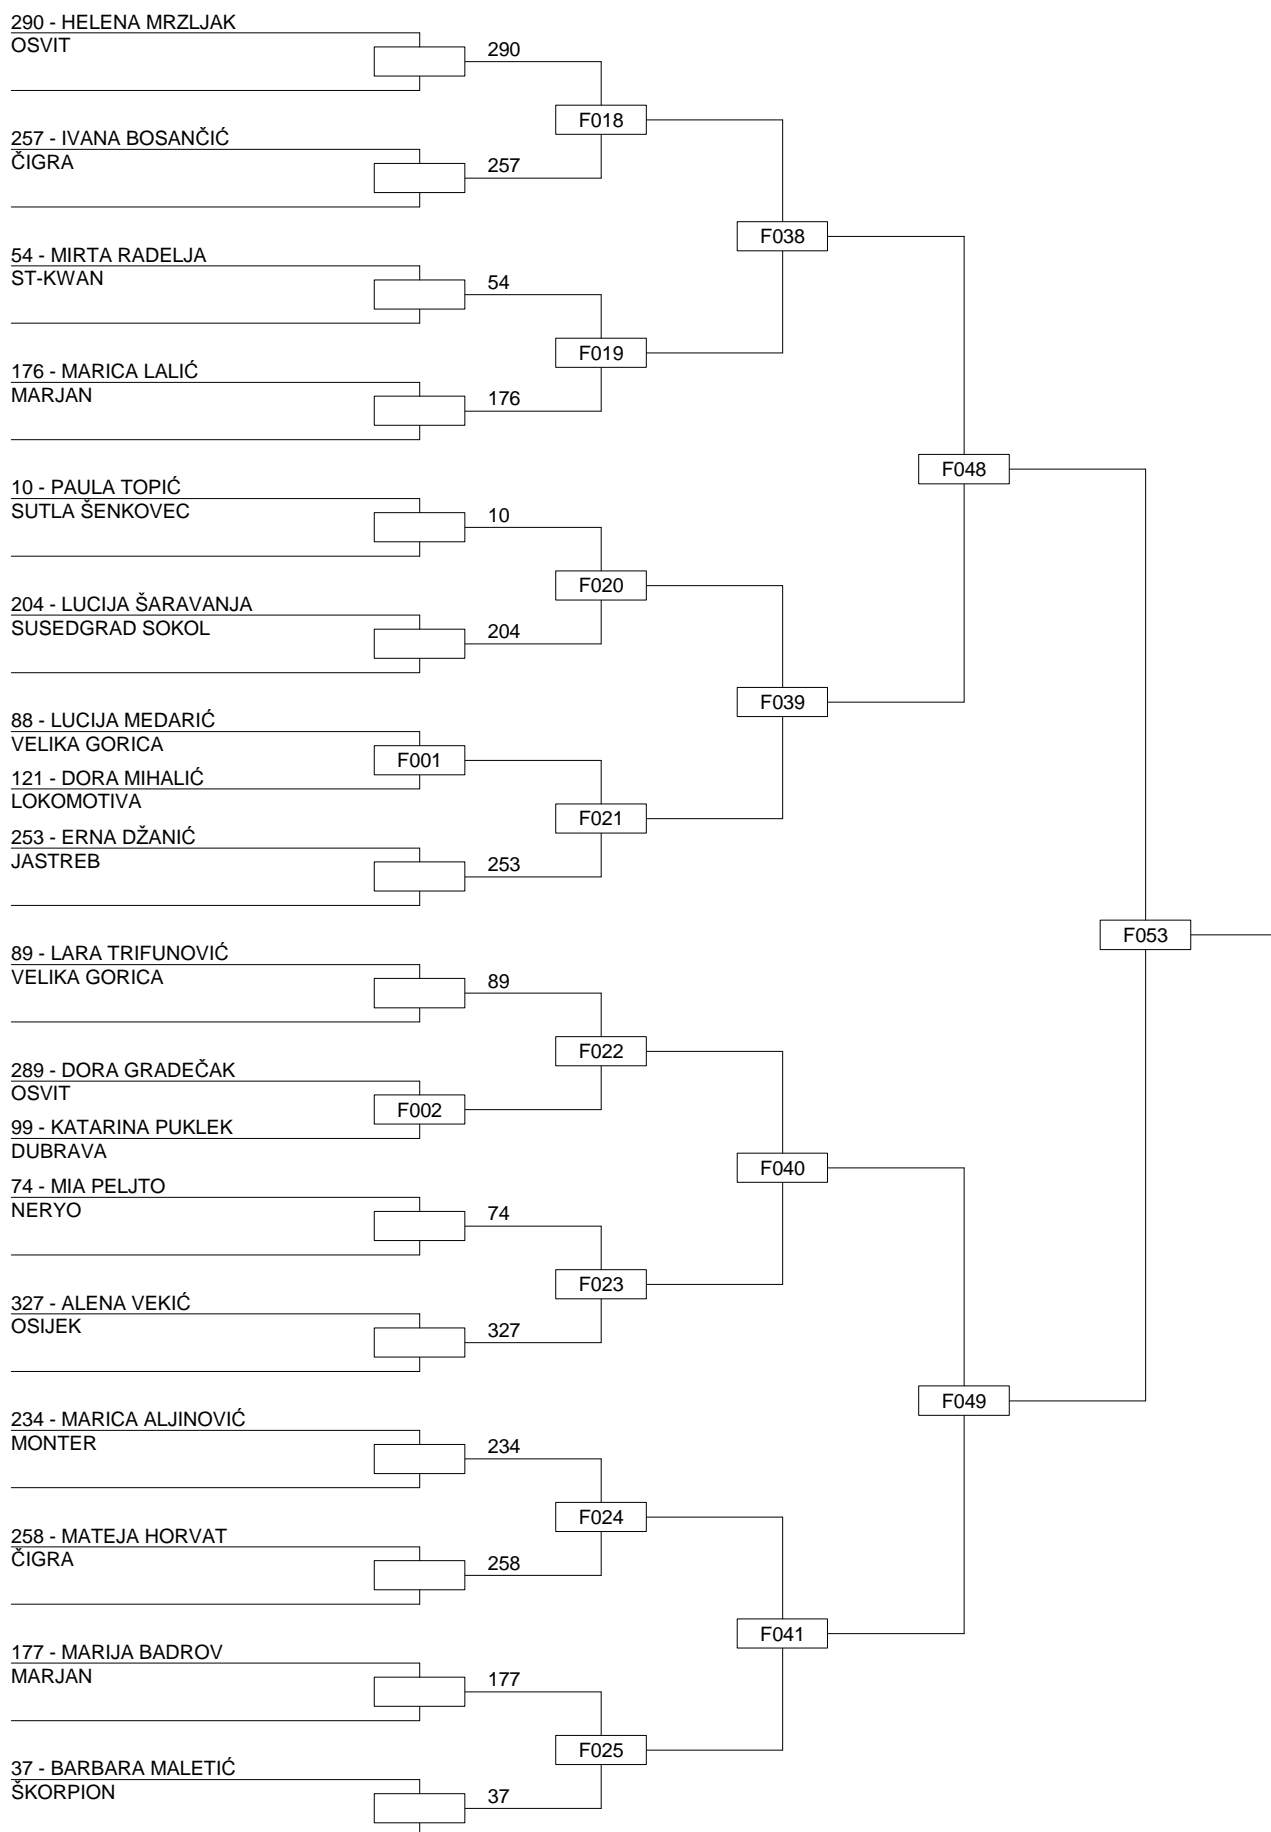 290 - HELENA MRZLJAK
OSVIT
290
F018
257 - IVANA BOSANČIĆ
ČIGRA
257
F038
54 - MIRTA RADELJA
ST-KWAN
54
F019
176 - MARICA LALIĆ
MARJAN
176
F048
10 - PAULA TOPIĆ
SUTLA ŠENKOVEC
10
F020
204 - LUCIJA ŠARAVANJA
SUSEDGRAD SOKOL
204
F039
88 - LUCIJA MEDARIĆ
VELIKA GORICA
F001
121 - DORA MIHALIĆ
LOKOMOTIVA
F021
253 - ERNA DŽANIĆ
JASTREB
253
F053
89 - LARA TRIFUNOVIĆ
VELIKA GORICA
89
F022
289 - DORA GRADEČAK
OSVIT
F002
99 - KATARINA PUKLEK
DUBRAVA
F040
74 - MIA PELJTO
NERYO
74
F023
327 - ALENA VEKIĆ
OSIJEK
327
F049
234 - MARICA ALJINOVIĆ
MONTER
234
F024
258 - MATEJA HORVAT
ČIGRA
258
F041
177 - MARIJA BADROV
MARJAN
177
F025
37 - BARBARA MALETIĆ
ŠKORPION
37